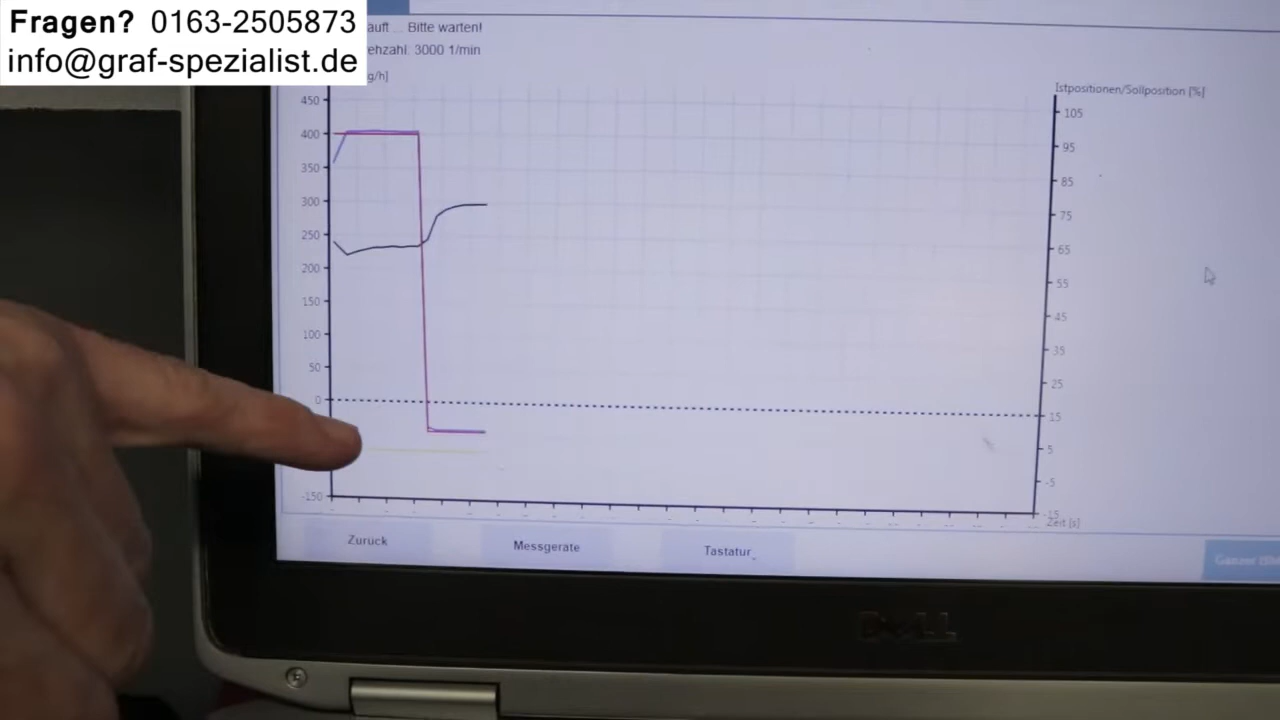 Fragen? 0163-2505873
info@graf-spezialist.de
auft ... Bitte warten!
ehzahl: 3000 1/min
g/h]
Istpositionen/Sollposition [%]
450
400
350
300
250
200
150
100
50
0
-150
105
95
85
75
65
55
45
35
25
15
5
-5
-15
Zeit [s]
Zurück
Messgeräte
Tastatur
Ganzer
DELL